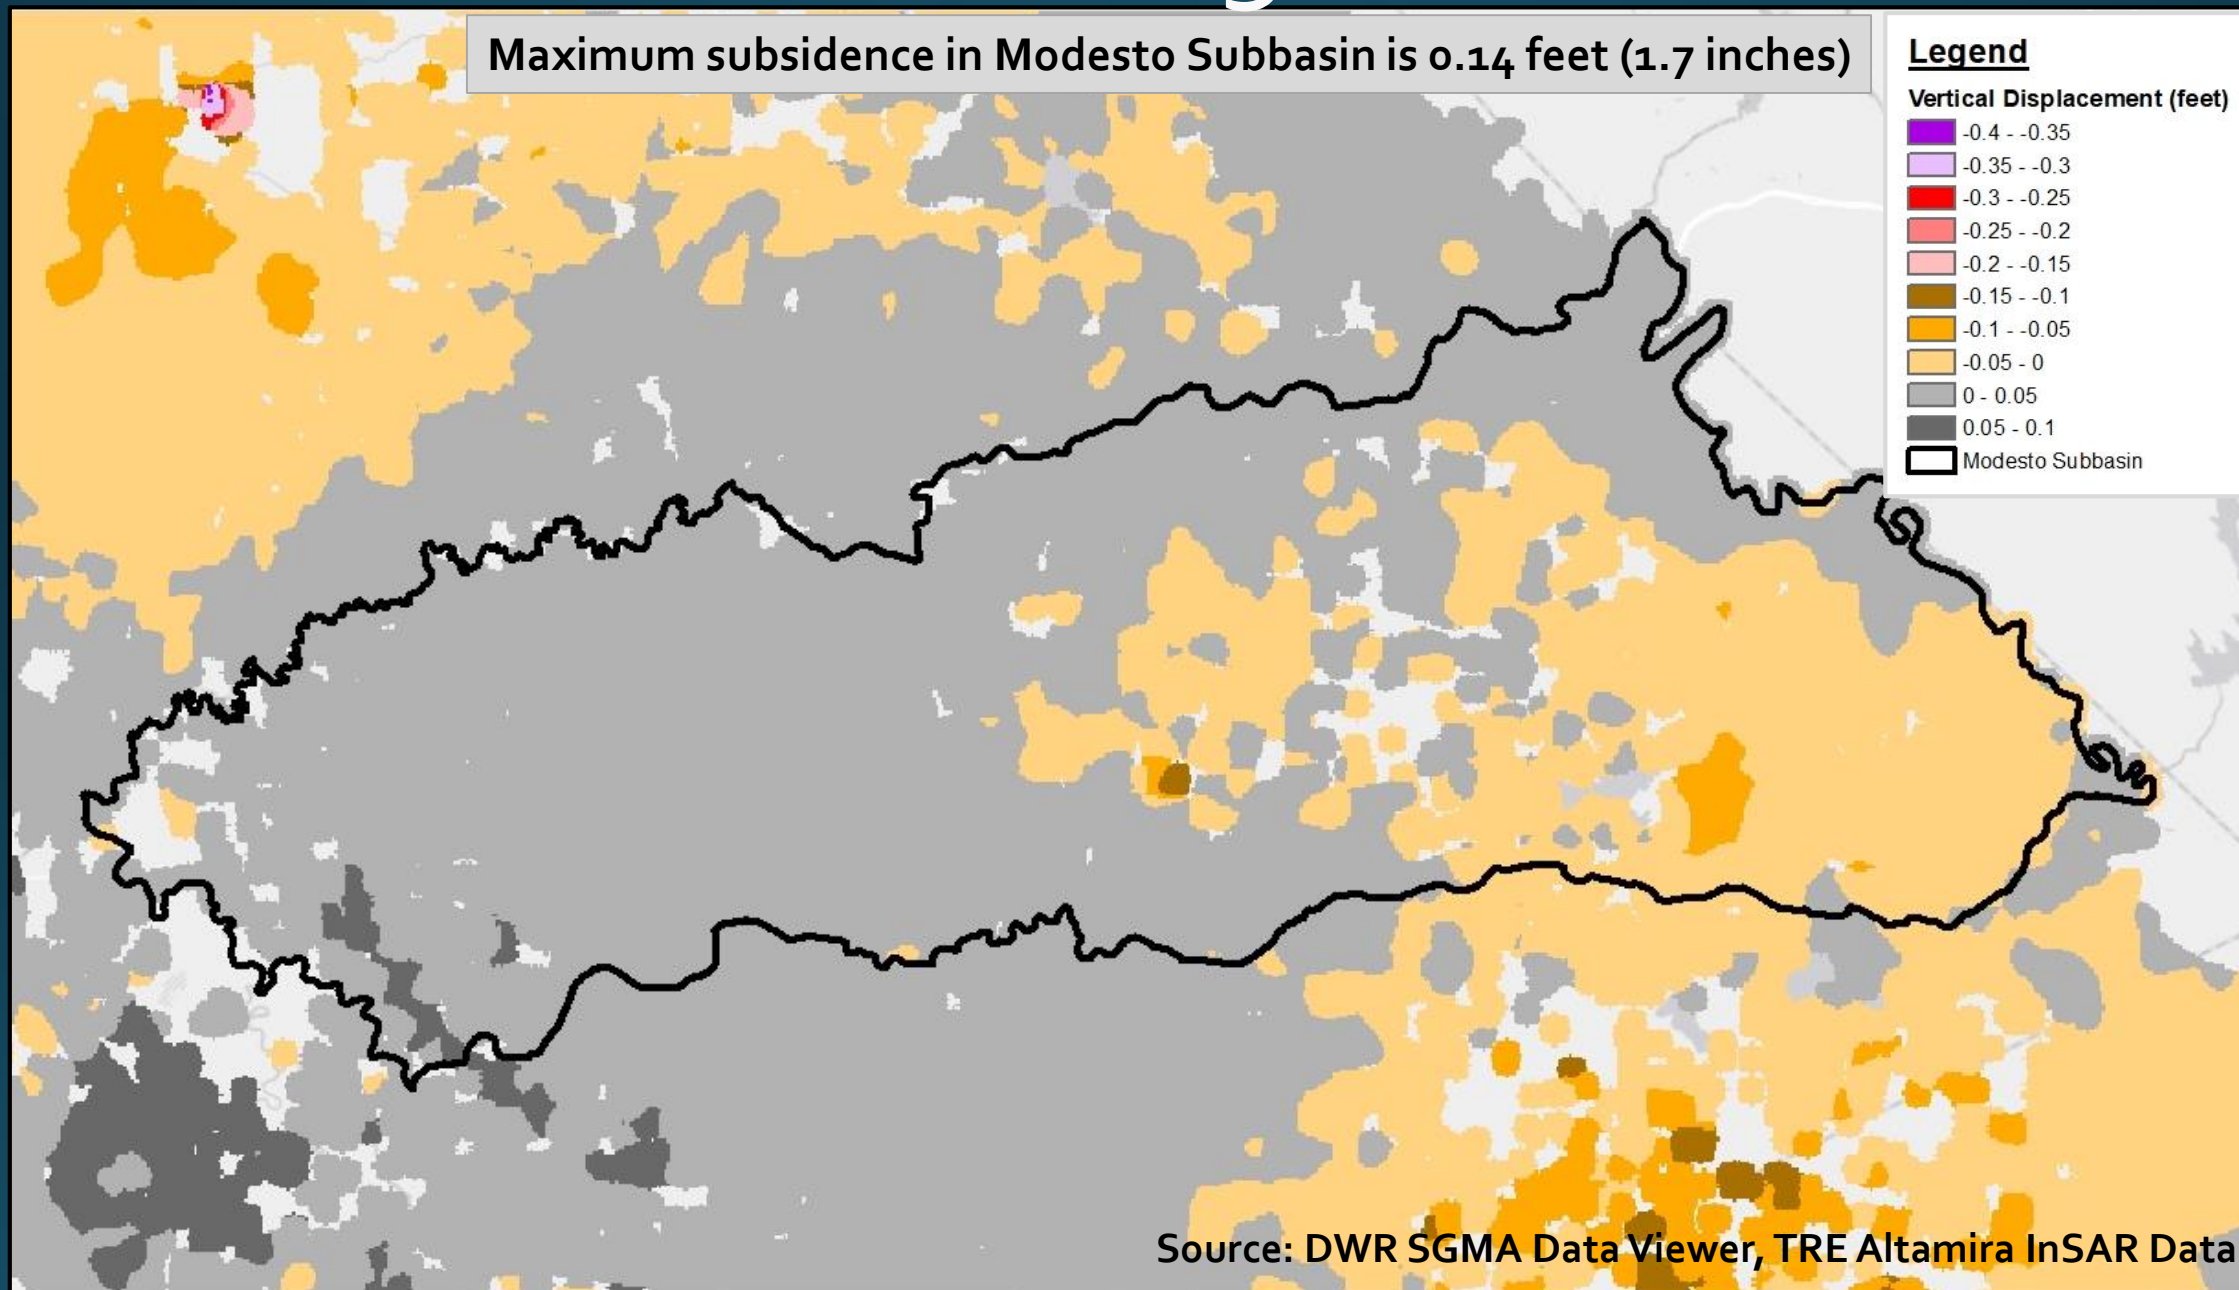 Maximum subsidence in Modesto Subbasin is 0.14 feet (1.7 inches)
Legend
Vertical Displacement (feet)
-0.4 - -0.35
-0.35 - -0.3
-0.3 - -0.25
-0.25 - -0.2
-0.2 - -0.15
-0.15 - -0.1
-0.1 - -0.05
-0.05 - 0
0 - 0.05
0.05 - 0.1
Modesto Subbasin
Source: DWR SGMA Data Viewer, TRE Altamira InSAR Data